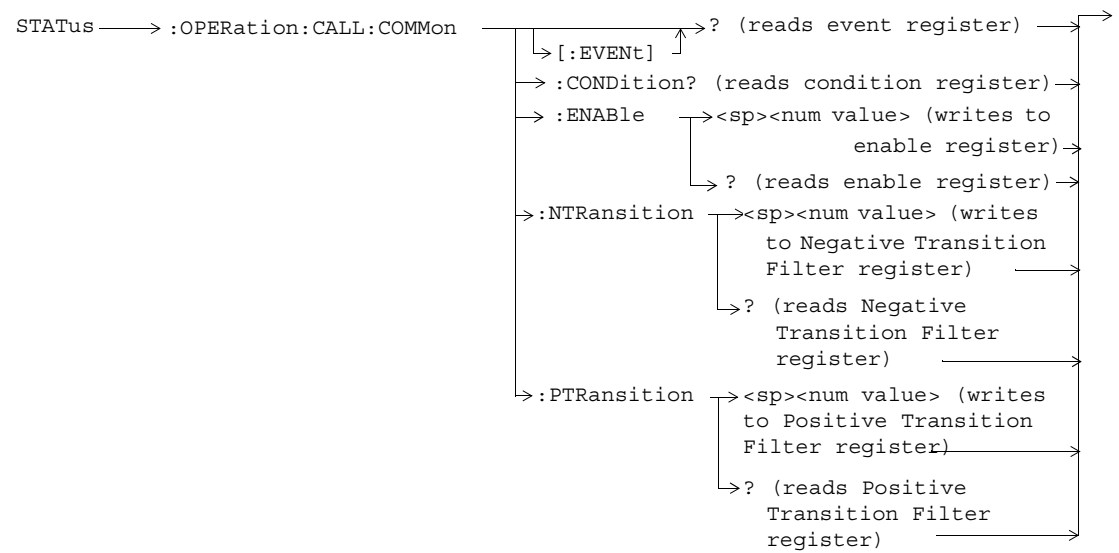 STATus :OPERation:CALL:COMMon ? (reads event register)
[:EVENt]
:CONDition? (reads condition register)
:ENABle <sp><num value> (writes to
enable register)
? (reads enable register)
:NTRansition <sp><num value> (writes
to Negative Transition
Filter register)
? (reads Negative
Transition Filter
register)
:PTRansition <sp><num value> (writes
to Positive Transition
Filter register)
? (reads Positive
Transition Filter
register)